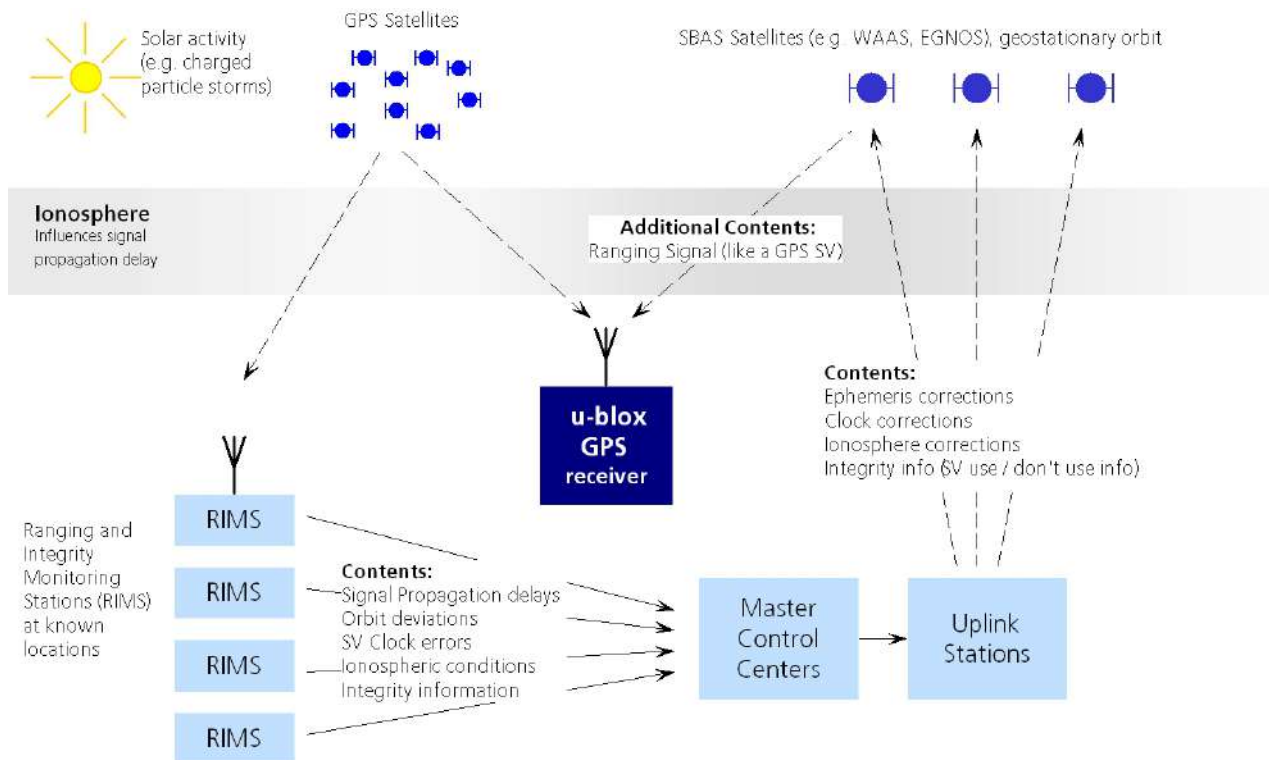 Solar activity
(e.g. charged
particle storms)
GPS Satellites
SBAS Satellites (e.g. WAAS, EGNOS), geostationary orbit
Ionosphere
Influences signal
propagation delay
Additional Contents:
Ranging Signal (like a GPS SV)
u-blox
GPS
receiver
Contents:
Ephemeris corrections
Clock corrections
Ionosphere corrections
Integrity info (SV use / don't use info)
Ranging and
Integrity
Monitoring
Stations (RIMS)
at known
locations
RIMS
RIMS
RIMS
RIMS
Contents:
Signal Propagation delays
Orbit deviations
SV Clock errors
Ionospheric conditions
Integrity information
Master
Control
Centers
Uplink
Stations